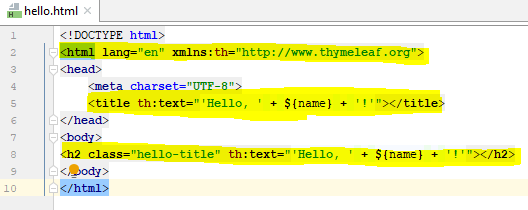 hello.html ×
1 <!DOCTYPE html>
2 <html lang="en" xmlns:th="http://www.thymeleaf.org">
3 <head>
4     <meta charset="UTF-8">
5     <title th:text="'Hello, ' + ${name} + '!'"></title>
6 </head>
7 <body>
8 <h2 class="hello-title" th:text="'Hello, ' + ${name} + '!'"></h2>
9 </body>
10 </html>